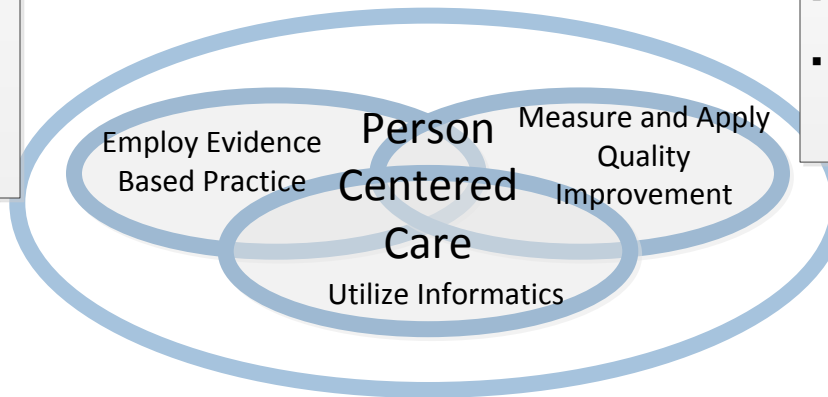 Employ Evidence
Based Practice
Person
Centered
Care
Measure and Apply
Quality
Improvement
Utilize Informatics